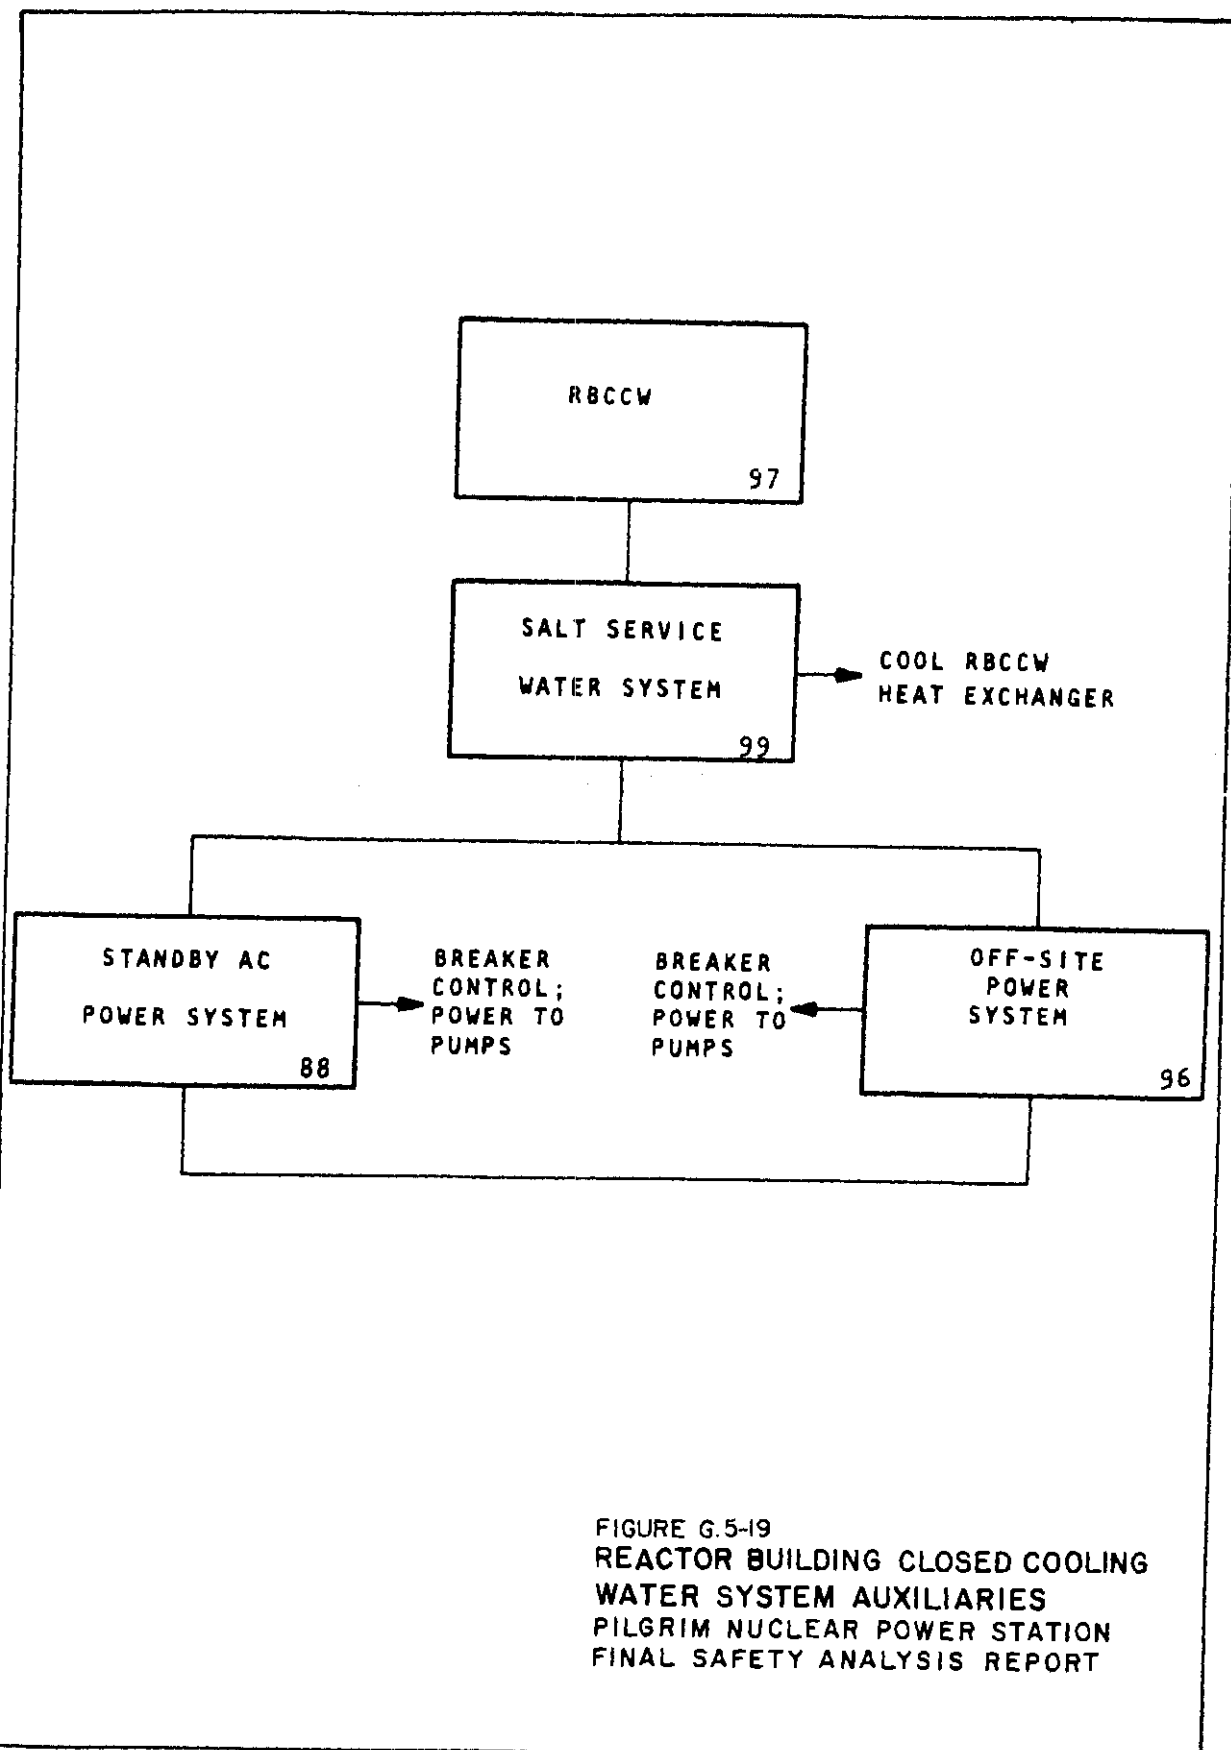 RBCCW
97
SALT SERVICE
WATER SYSTEM
99
COOL RBCCW
HEAT EXCHANGER
STANDBY AC
POWER SYSTEM
88
BREAKER
CONTROL;
POWER TO
PUMPS
BREAKER
CONTROL;
POWER TO
PUMPS
OFF-SITE
POWER
SYSTEM
96
FIGURE G.5-19
REACTOR BUILDING CLOSED COOLING
WATER SYSTEM AUXILIARIES
PILGRIM NUCLEAR POWER STATION
FINAL SAFETY ANALYSIS REPORT